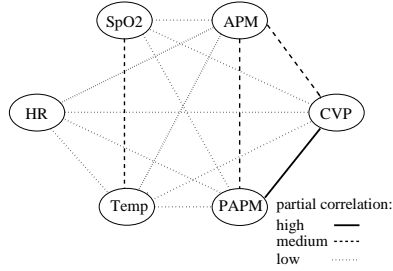 SpO2 APM
HR CVP
Temp PAPM
partial correlation:
high
medium
low